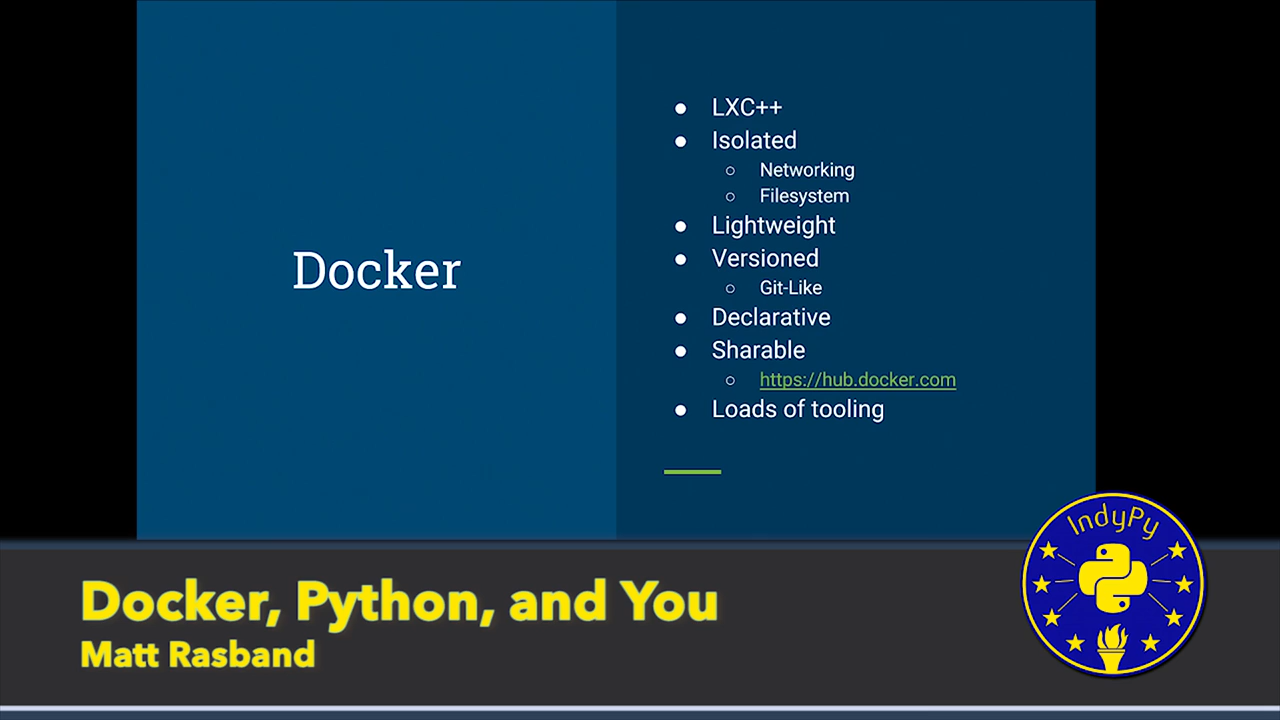 Docker
● LXC++
● Isolated
○ Networking
○ Filesystem
● Lightweight
● Versioned
○ Git-Like
● Declarative
● Sharable
○ https://hub.docker.com
● Loads of tooling
IndyPy
Docker, Python, and You
Matt Rasband